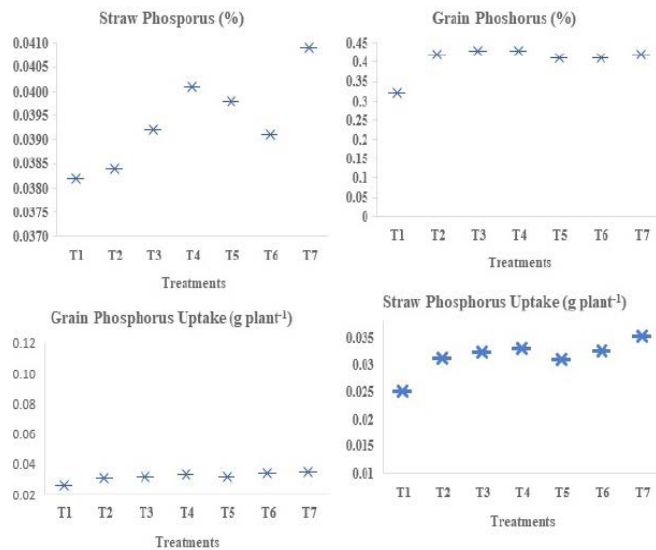 Straw Phosporus (%)
0.0410
0.0405
0.0400
0.0395
0.0390
0.0385
0.0380
0.0375
0.0370
T1 T2 T3 T4 T5 T6 T7
Treatments
Grain Phoshorus (%)
0.45
0.4
0.35
0.3
0.25
0.2
0.15
0.1
0.05
0
T1 T2 T3 T4 T5 T6 T7
Treatments
Grain Phosphorus Uptake (g plant⁻¹)
0.12
0.10
0.08
0.06
0.04
0.02
T1 T2 T3 T4 T5 T6 T7
Treatments
Straw Phosphorus Uptake (g plant⁻¹)
0.035
0.03
0.025
0.02
0.015
0.01
T1 T2 T3 T4 T5 T6 T7
Treatments